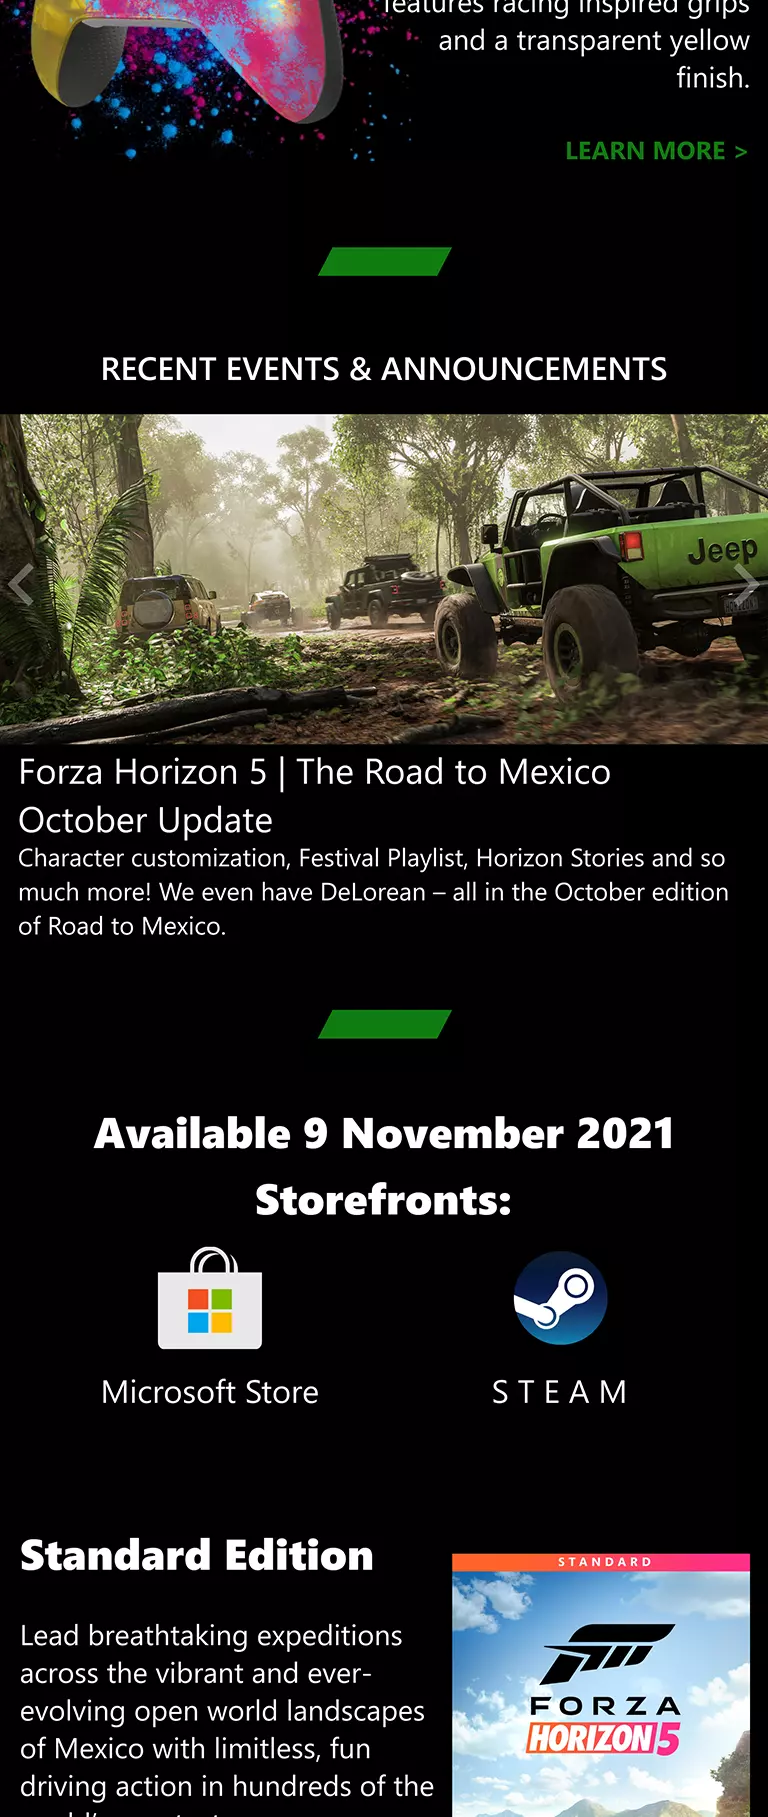 features racing inspired grips
and a transparent yellow
finish.
LEARN MORE >
RECENT EVENTS & ANNOUNCEMENTS
Jeep
Forza Horizon 5 | The Road to Mexico
October Update
Character customization, Festival Playlist, Horizon Stories and so
much more! We even have DeLorean – all in the October edition
of Road to Mexico.
Available 9 November 2021
Storefronts:
Microsoft Store
STEAM
Standard Edition
Lead breathtaking expeditions
across the vibrant and ever-
evolving open world landscapes
of Mexico with limitless, fun
driving action in hundreds of the
STANDARD
FORZA
HORIZON 5